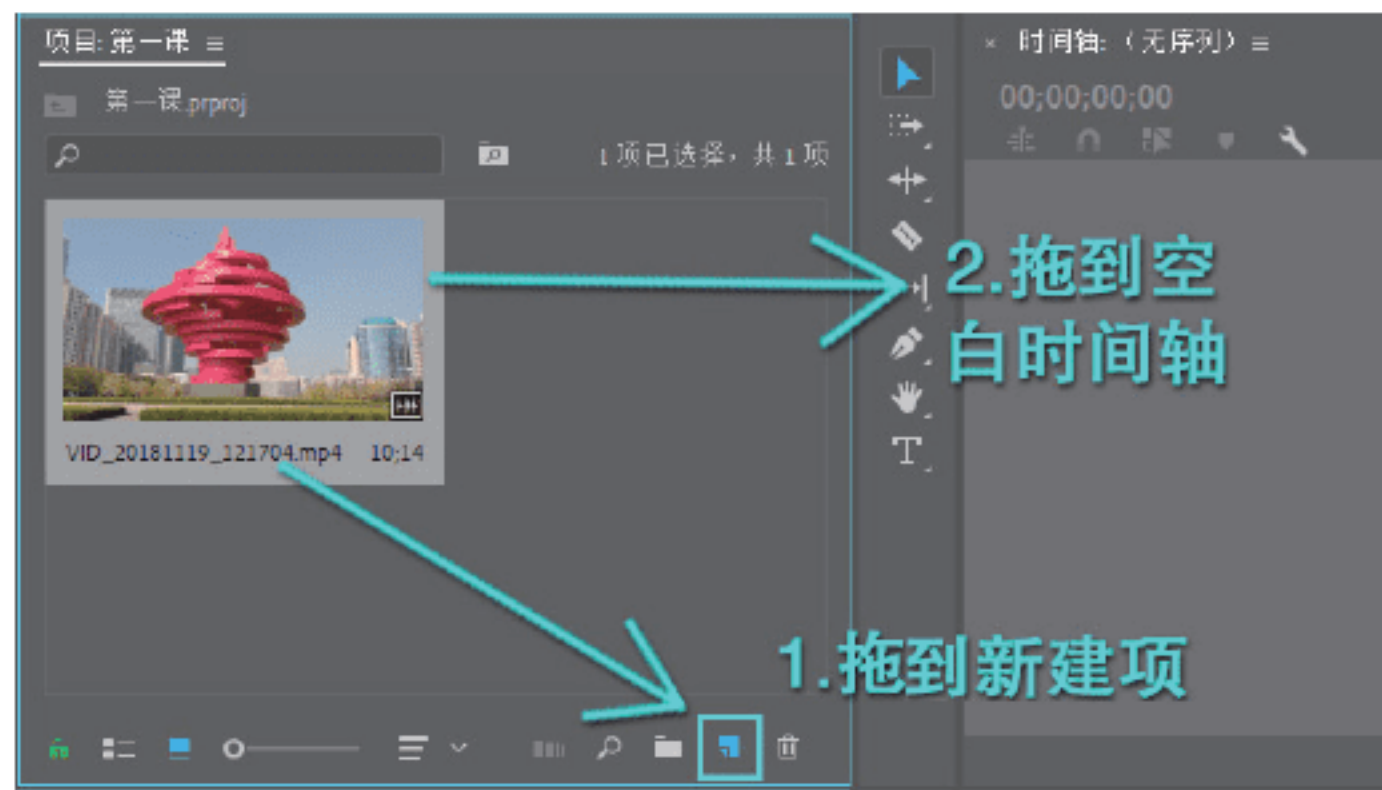 项目: 第一课
第一课.prproj
1 项已选择，共 1 项
VID_20181119_121704.mp4 10;14
× 时间轴:（无序列）
00;00;00;00
T
2.拖到空
白时间轴
1.拖到新建项